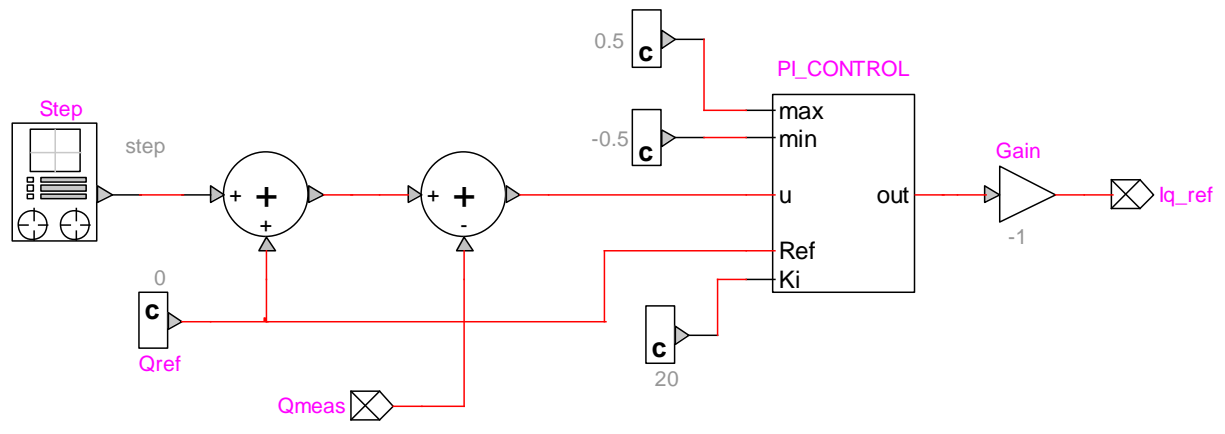 0.5
c
PI_CONTROL
Step
max
step
-0.5
c
min
Gain
+
+
+
+
+
-
u
out
Iq_ref
-1
Ref
0
c
Qref
Ki
c
20
Qmeas